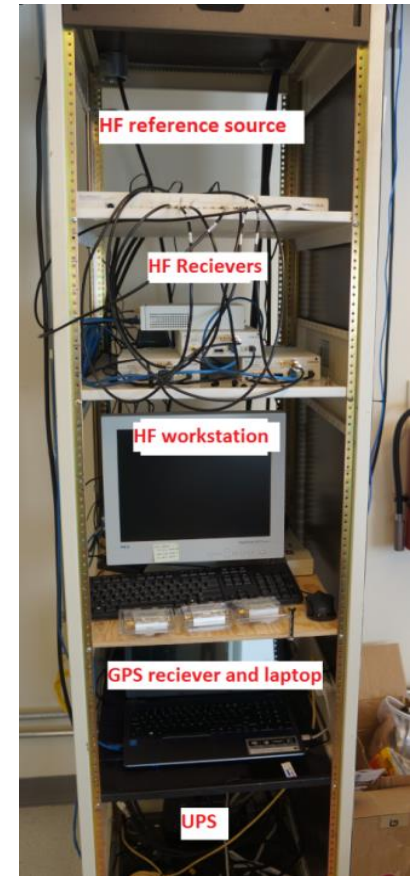 HF reference source
HF Recievers
HF workstation
GPS reciever and laptop
UPS